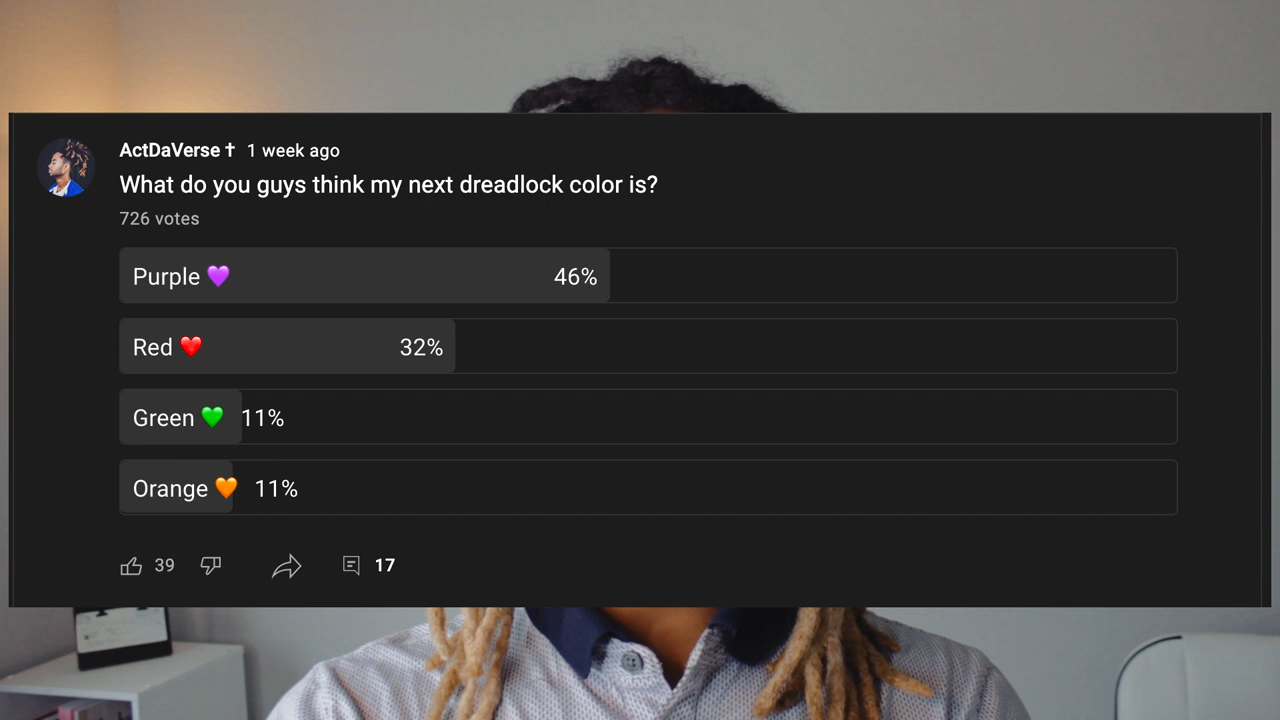 ActDaVerse ✝ 1 week ago
What do you guys think my next dreadlock color is?
726 votes
Purple 💜 46%
Red ❤️ 32%
Green 💚 11%
Orange 🧡 11%
39 17